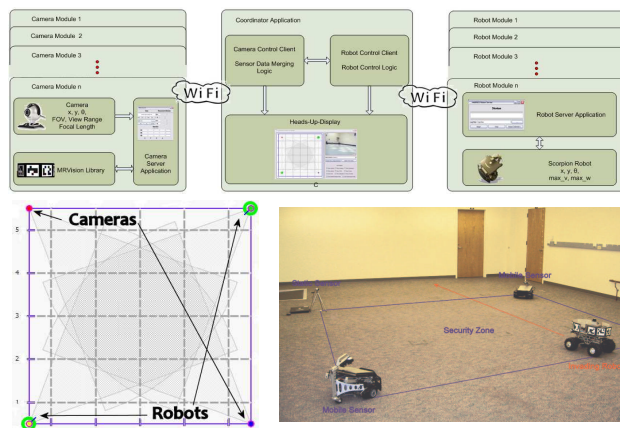 Camera Module 1
Camera Module 2
Camera Module 3
Camera Module n
Camera
x, y, θ,
FOV, View Range
Focal Length
MRVision Library
Camera
Server
Application
WiFi
Coordinator Application
Camera Control Client
Sensor Data Merging
Logic
Robot Control Client
Robot Control Logic
Heads-Up-Display
C
WiFi
Robot Module 1
Robot Module 2
Robot Module 3
Robot Module n
Robot Server Application
Scorpion Robot
x, y, θ,
max_v, max_w
Cameras
5
4
3
2
1
Robots
Mobile Sensor
Security Zone
Mobile Sensor